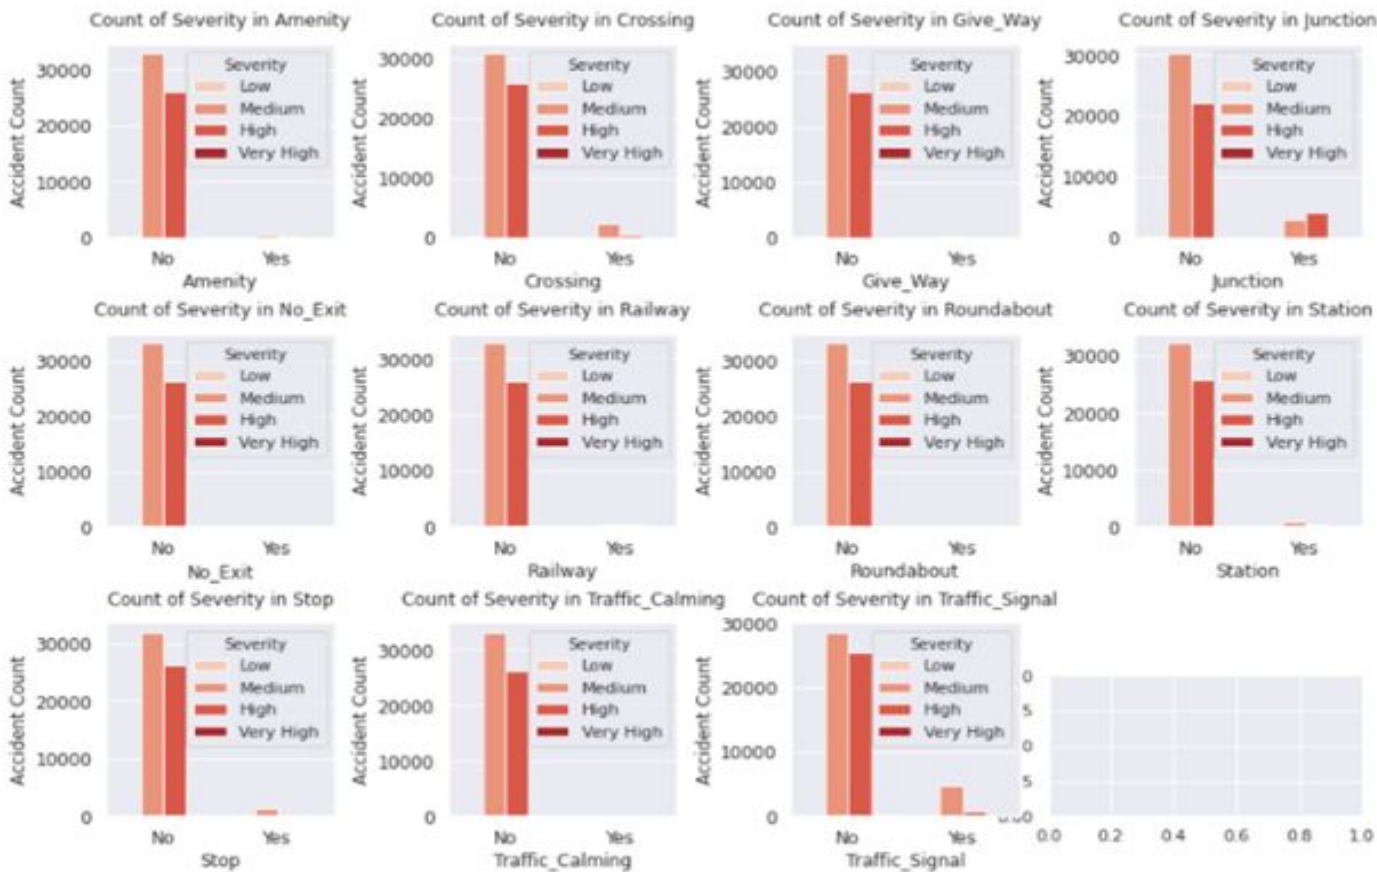 Count of Severity in Amenity
Accident Count
30000
20000
10000
0
Severity
Low
Medium
High
Very High
No
Yes
Amenity
Count of Severity in Crossing
Accident Count
30000
20000
10000
0
Severity
Low
Medium
High
Very High
No
Yes
Crossing
Count of Severity in Give_Way
Accident Count
30000
20000
10000
0
Severity
Low
Medium
High
Very High
No
Yes
Give_Way
Count of Severity in Junction
Accident Count
30000
20000
10000
0
Severity
Low
Medium
High
Very High
No
Yes
Junction
Count of Severity in No_Exit
Accident Count
30000
20000
10000
0
Severity
Low
Medium
High
Very High
No
Yes
No_Exit
Count of Severity in Railway
Accident Count
30000
20000
10000
0
Severity
Low
Medium
High
Very High
No
Yes
Railway
Count of Severity in Roundabout
Accident Count
30000
20000
10000
0
Severity
Low
Medium
High
Very High
No
Yes
Roundabout
Count of Severity in Station
Accident Count
30000
20000
10000
0
Severity
Low
Medium
High
Very High
No
Yes
Station
Count of Severity in Stop
Accident Count
30000
20000
10000
0
Severity
Low
Medium
High
Very High
No
Yes
Stop
Count of Severity in Traffic_Calming
Accident Count
30000
20000
10000
0
Severity
Low
Medium
High
Very High
No
Yes
Traffic_Calming
Count of Severity in Traffic_Signal
Accident Count
30000
20000
10000
0
Severity
Low
Medium
High
Very High
No
Yes
Traffic_Signal
0
5
0
5
0.0 0.2 0.4 0.6 0.8 1.0